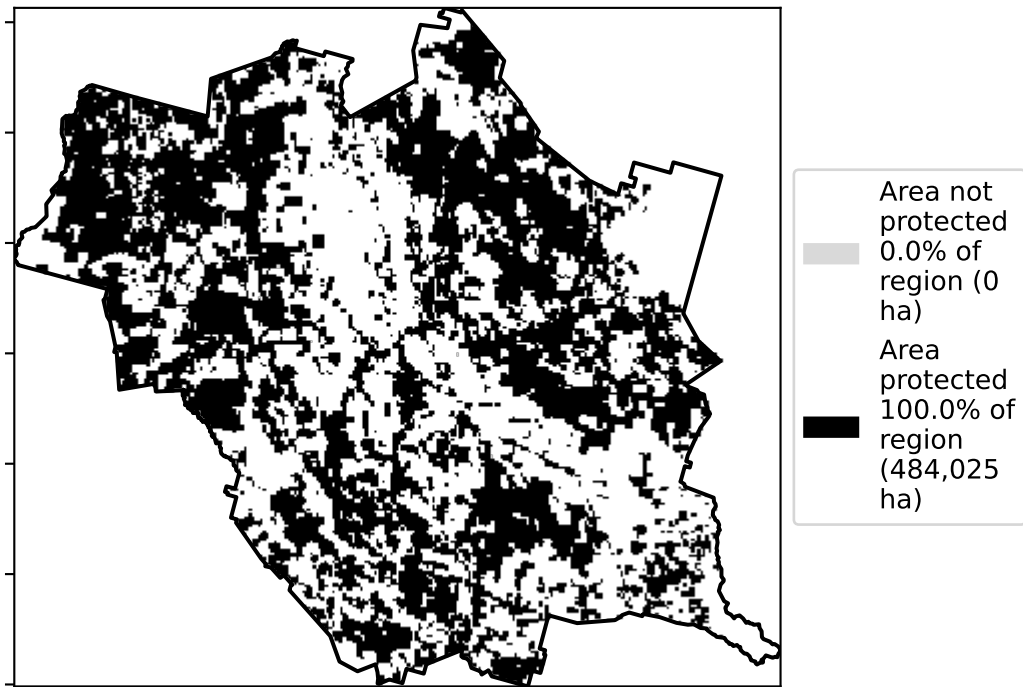 Area not
protected
0.0% of
region (0
ha)
Area
protected
100.0% of
region
(484,025
ha)